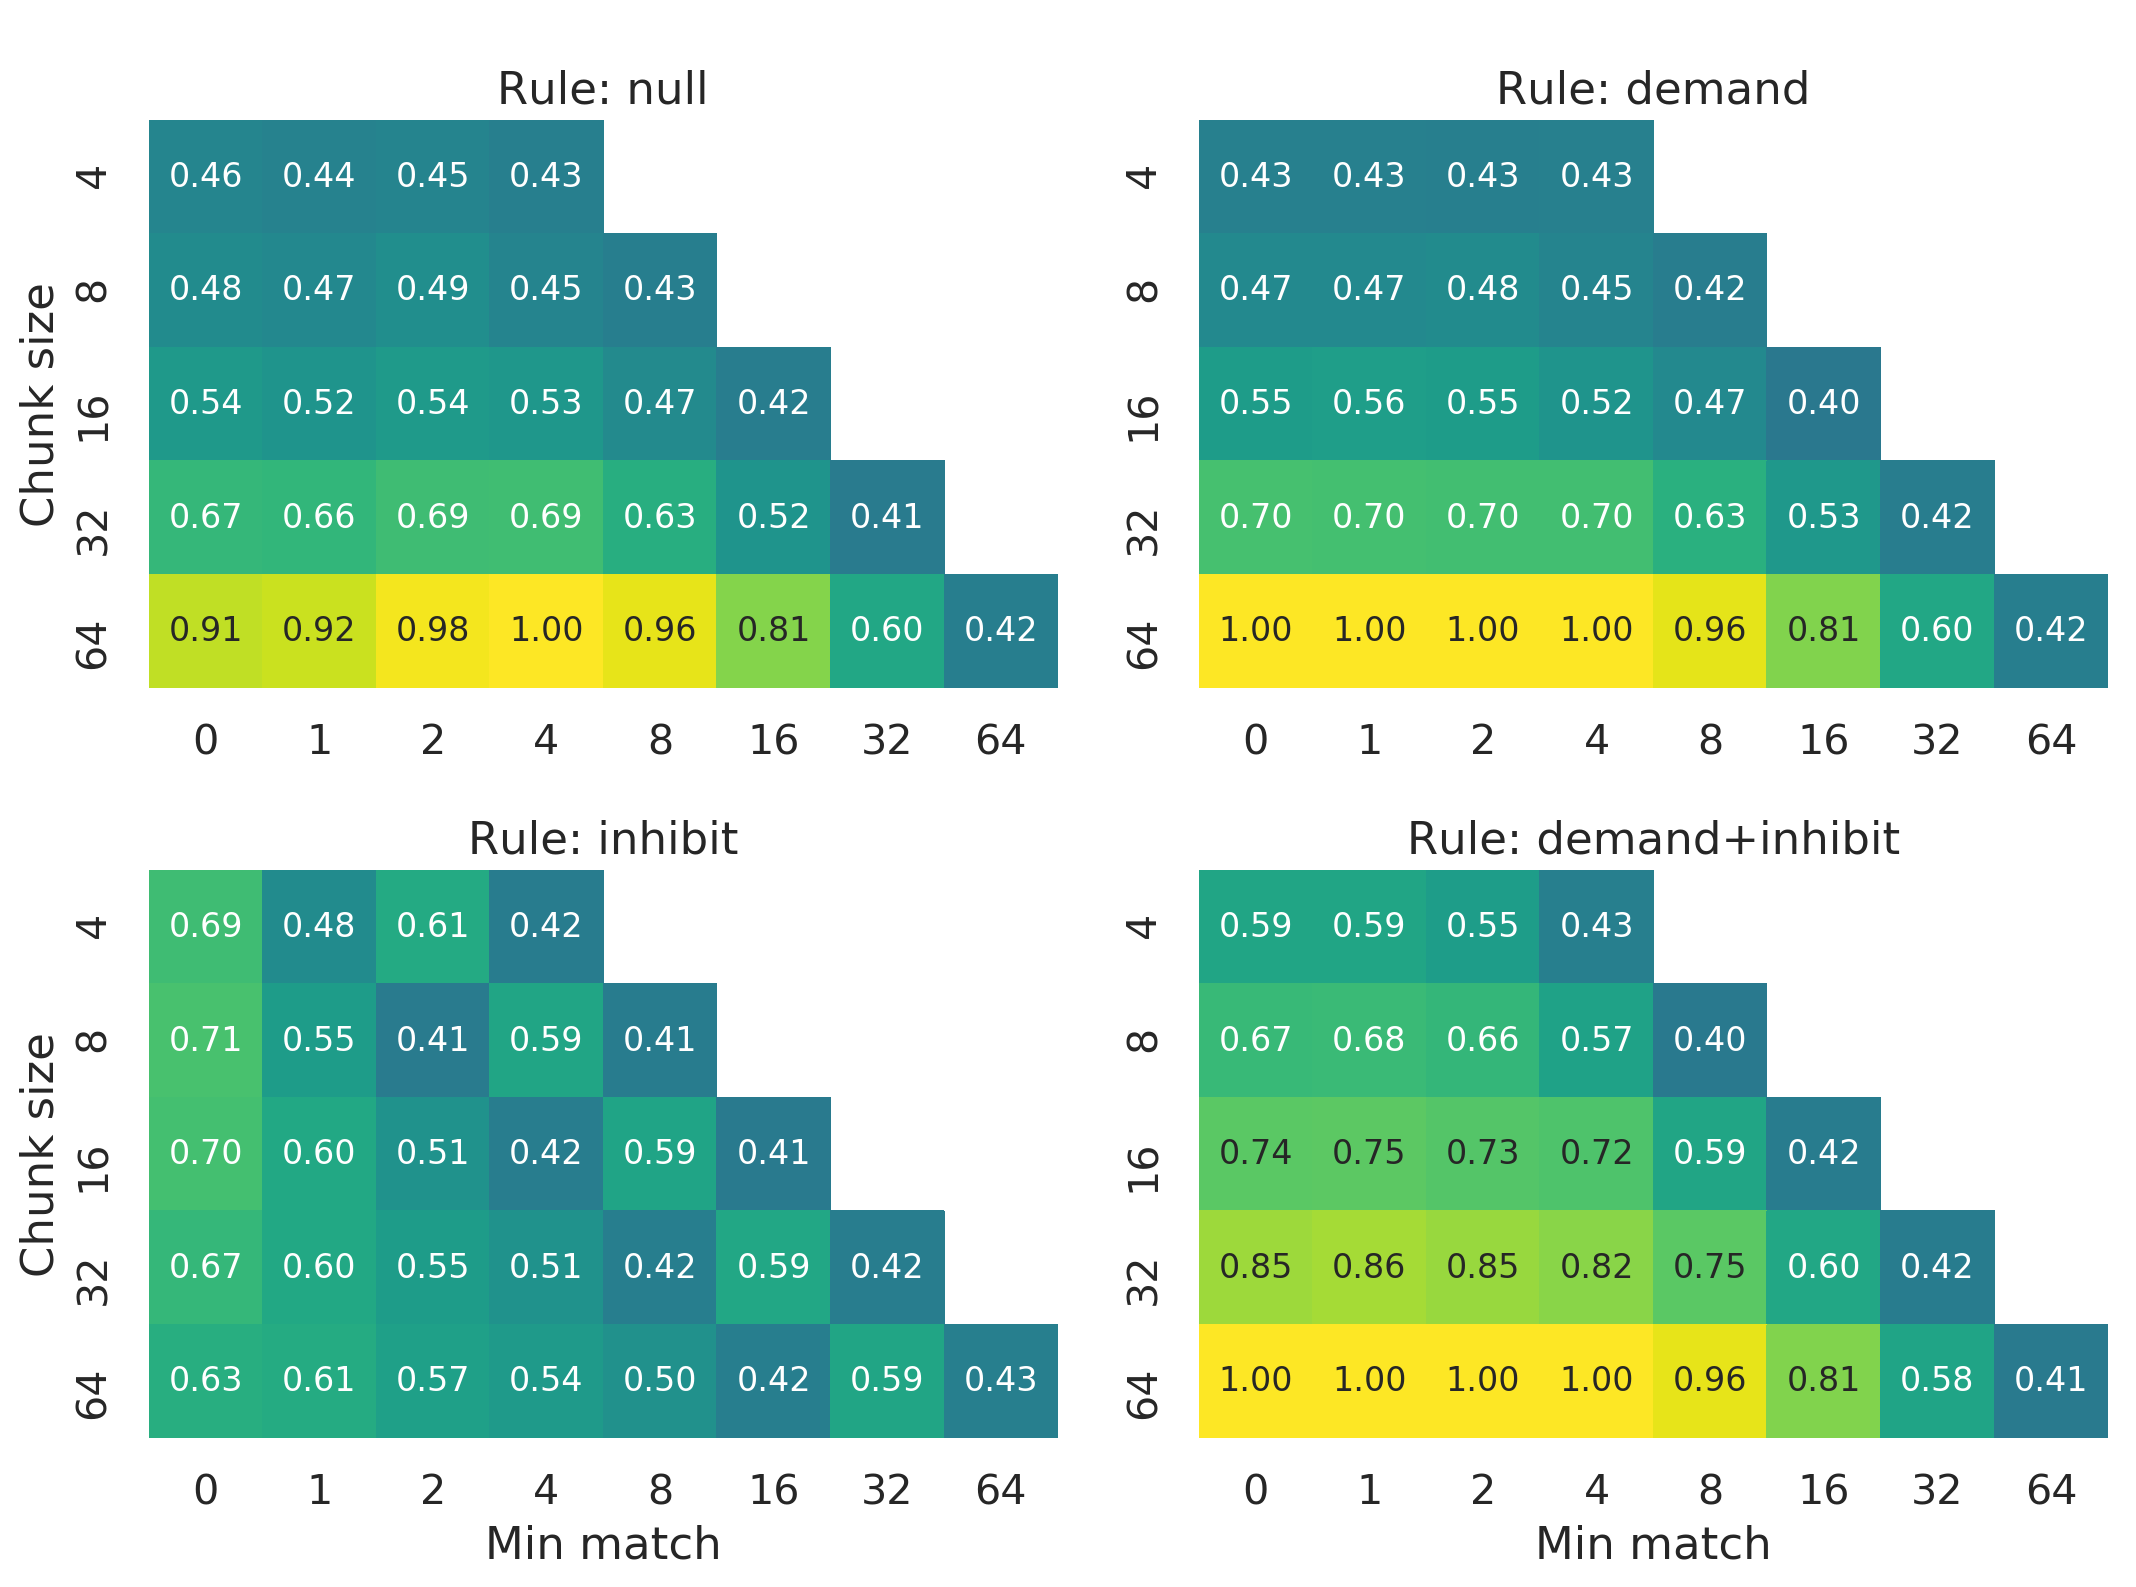 Rule: null
4 0.46 0.44 0.45 0.43
8 0.48 0.47 0.49 0.45 0.43
16 0.54 0.52 0.54 0.53 0.47 0.42
32 0.67 0.66 0.69 0.69 0.63 0.52 0.41
64 0.91 0.92 0.98 1.00 0.96 0.81 0.60 0.42
Chunk size
0 1 2 4 8 16 32 64
Rule: demand
4 0.43 0.43 0.43 0.43
8 0.47 0.47 0.48 0.45 0.42
16 0.55 0.56 0.55 0.52 0.47 0.40
32 0.70 0.70 0.70 0.70 0.63 0.53 0.42
64 1.00 1.00 1.00 1.00 0.96 0.81 0.60 0.42
0 1 2 4 8 16 32 64
Rule: inhibit
4 0.69 0.48 0.61 0.42
8 0.71 0.55 0.41 0.59 0.41
16 0.70 0.60 0.51 0.42 0.59 0.41
32 0.67 0.60 0.55 0.51 0.42 0.59 0.42
64 0.63 0.61 0.57 0.54 0.50 0.42 0.59 0.43
Chunk size
0 1 2 4 8 16 32 64
Min match
Rule: demand+inhibit
4 0.59 0.59 0.55 0.43
8 0.67 0.68 0.66 0.57 0.40
16 0.74 0.75 0.73 0.72 0.59 0.42
32 0.85 0.86 0.85 0.82 0.75 0.60 0.42
64 1.00 1.00 1.00 1.00 0.96 0.81 0.58 0.41
0 1 2 4 8 16 32 64
Min match